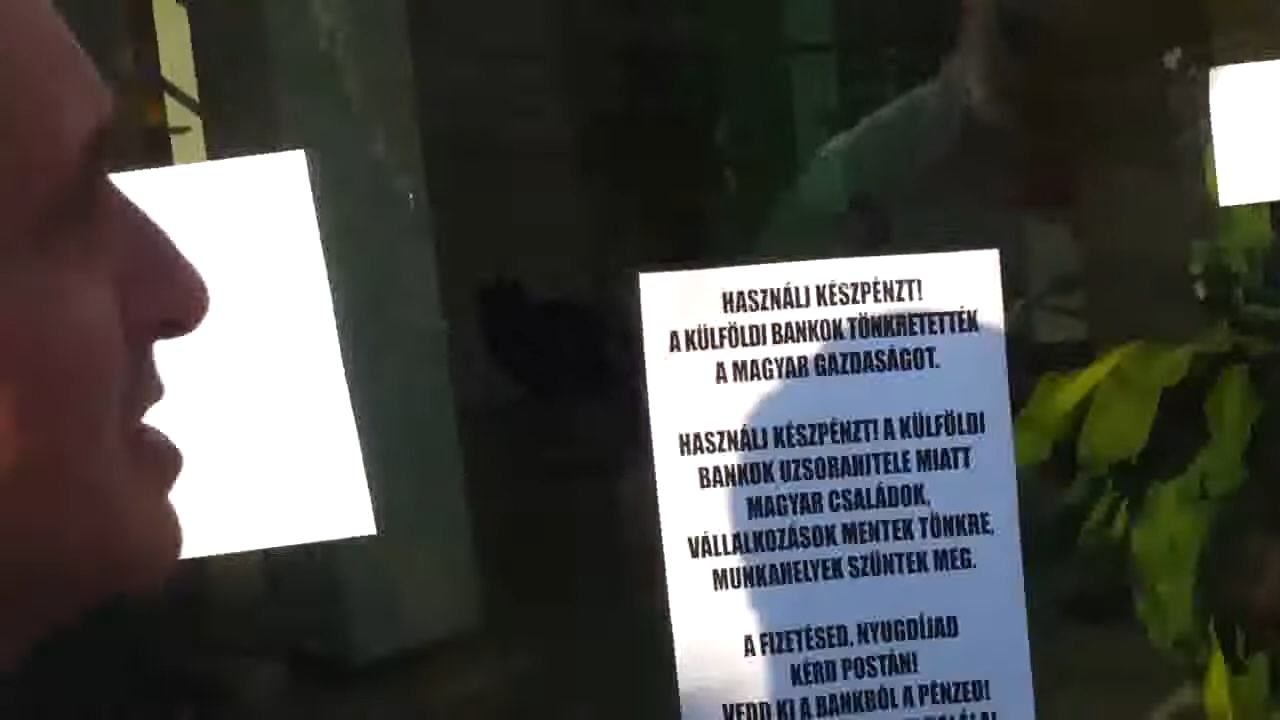 HASZNÁLJ KÉSZPÉNZT!
A KÜLFÖLDI BANKOK TÖNKRETETTÉK
A MAGYAR GAZDASÁGOT.
HASZNÁLJ KÉSZPÉNZT! A KÜLFÖLDI
BANKOK UZSORAHITELE MIATT
MAGYAR CSALÁDOK,
VÁLLALKOZÁSOK MENTEK TÖNKRE,
MUNKAHELYEK SZŰNTEK MEG.
A FIZETÉSED, NYUGDÍJAD
KÉRD POSTÁN!
VEDD KI A BANKBÓL A PÉNZED!